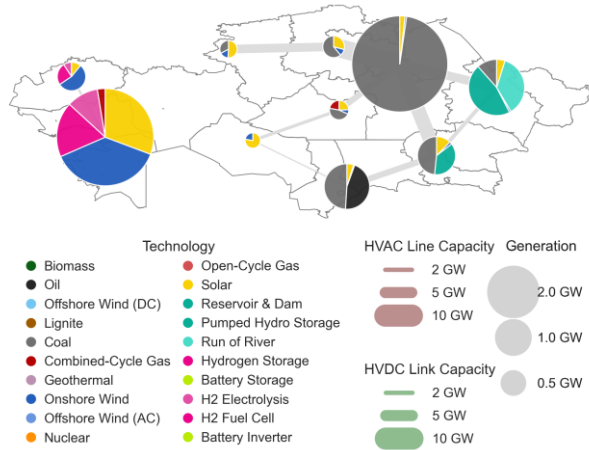 Technology
Biomass
Oil
Offshore Wind (DC)
Lignite
Coal
Combined-Cycle Gas
Geothermal
Onshore Wind
Offshore Wind (AC)
Nuclear
Open-Cycle Gas
Solar
Reservoir & Dam
Pumped Hydro Storage
Run of River
Hydrogen Storage
Battery Storage
H2 Electrolysis
H2 Fuel Cell
Battery Inverter
HVAC Line Capacity
2 GW
5 GW
10 GW
HVDC Link Capacity
2 GW
5 GW
10 GW
Generation
2.0 GW
1.0 GW
0.5 GW